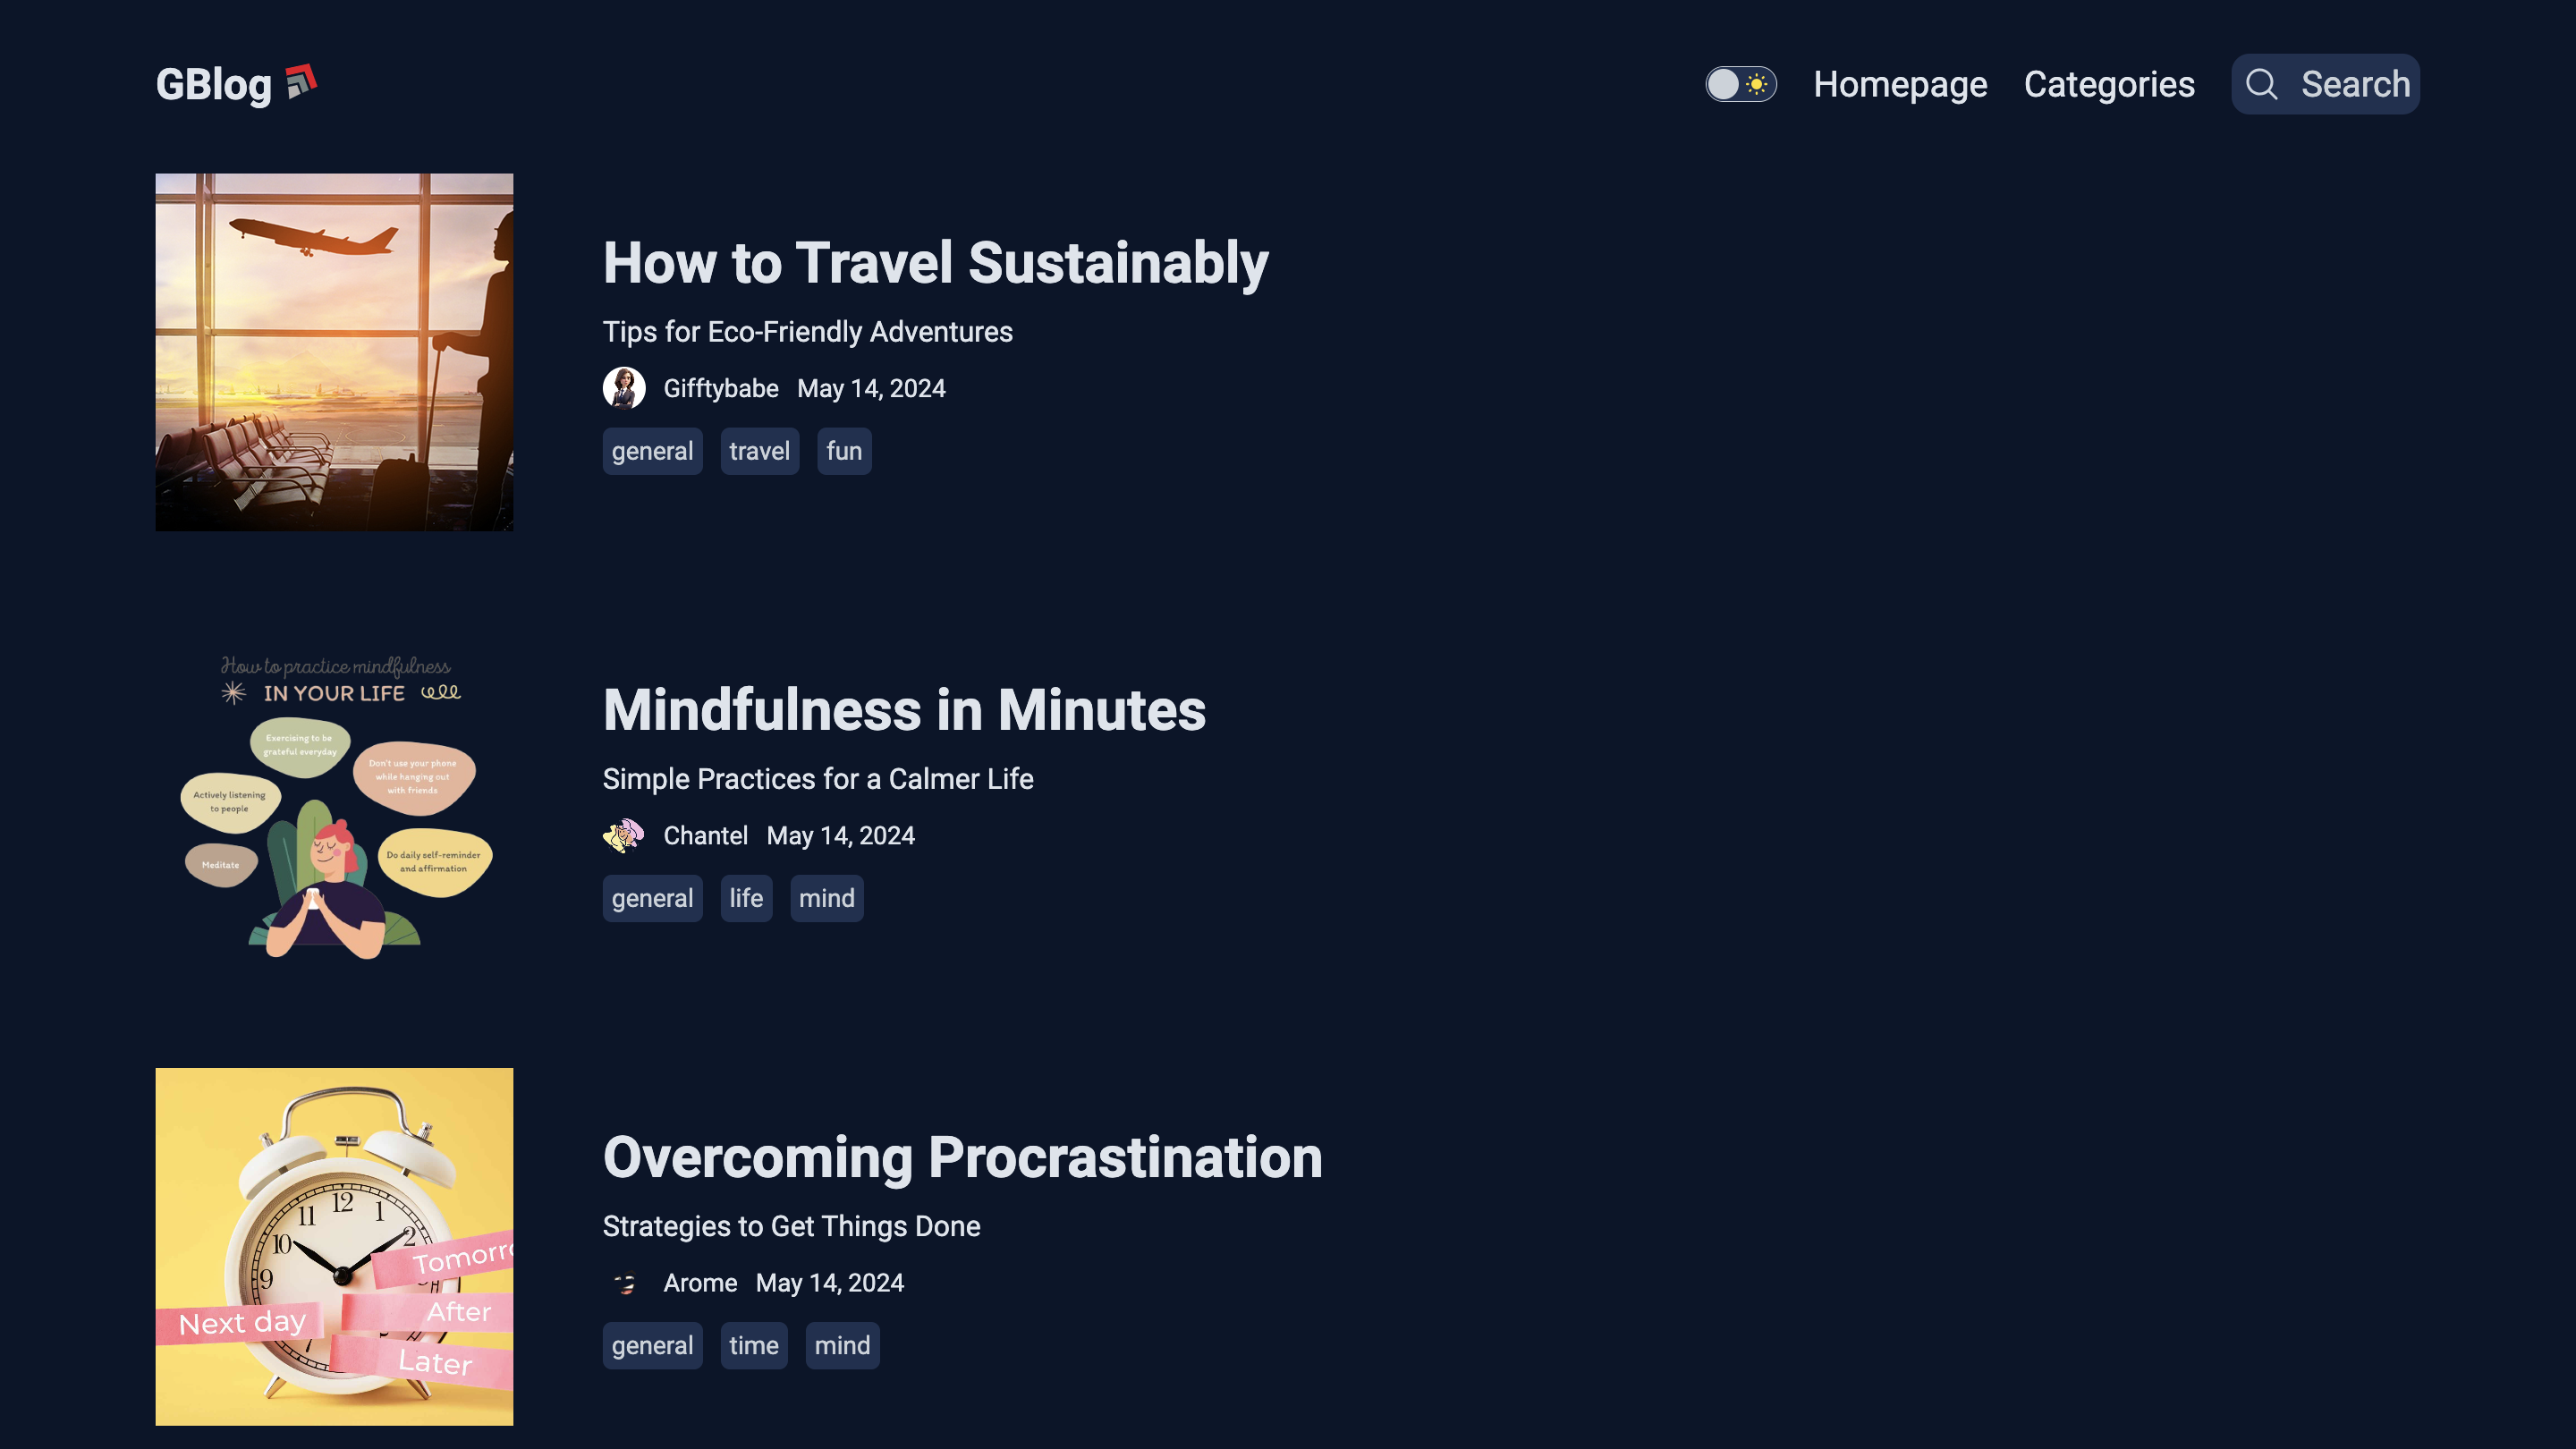 GBlog
Homepage
Categories
Search
How to Travel Sustainably
Tips for Eco-Friendly Adventures
Gifftybabe May 14, 2024
general travel fun
How to practice mindfulness
IN YOUR LIFE
Exercising to be
grateful everyday
Don't use your phone
while hanging out
with friends
Actively listening
to people
Meditate
Do daily self-reminder
and affirmation
Mindfulness in Minutes
Simple Practices for a Calmer Life
Chantel May 14, 2024
general life mind
12
11
1
10
2
9
7
Tomorro
Next day
After
Later
Overcoming Procrastination
Strategies to Get Things Done
Arome May 14, 2024
general time mind